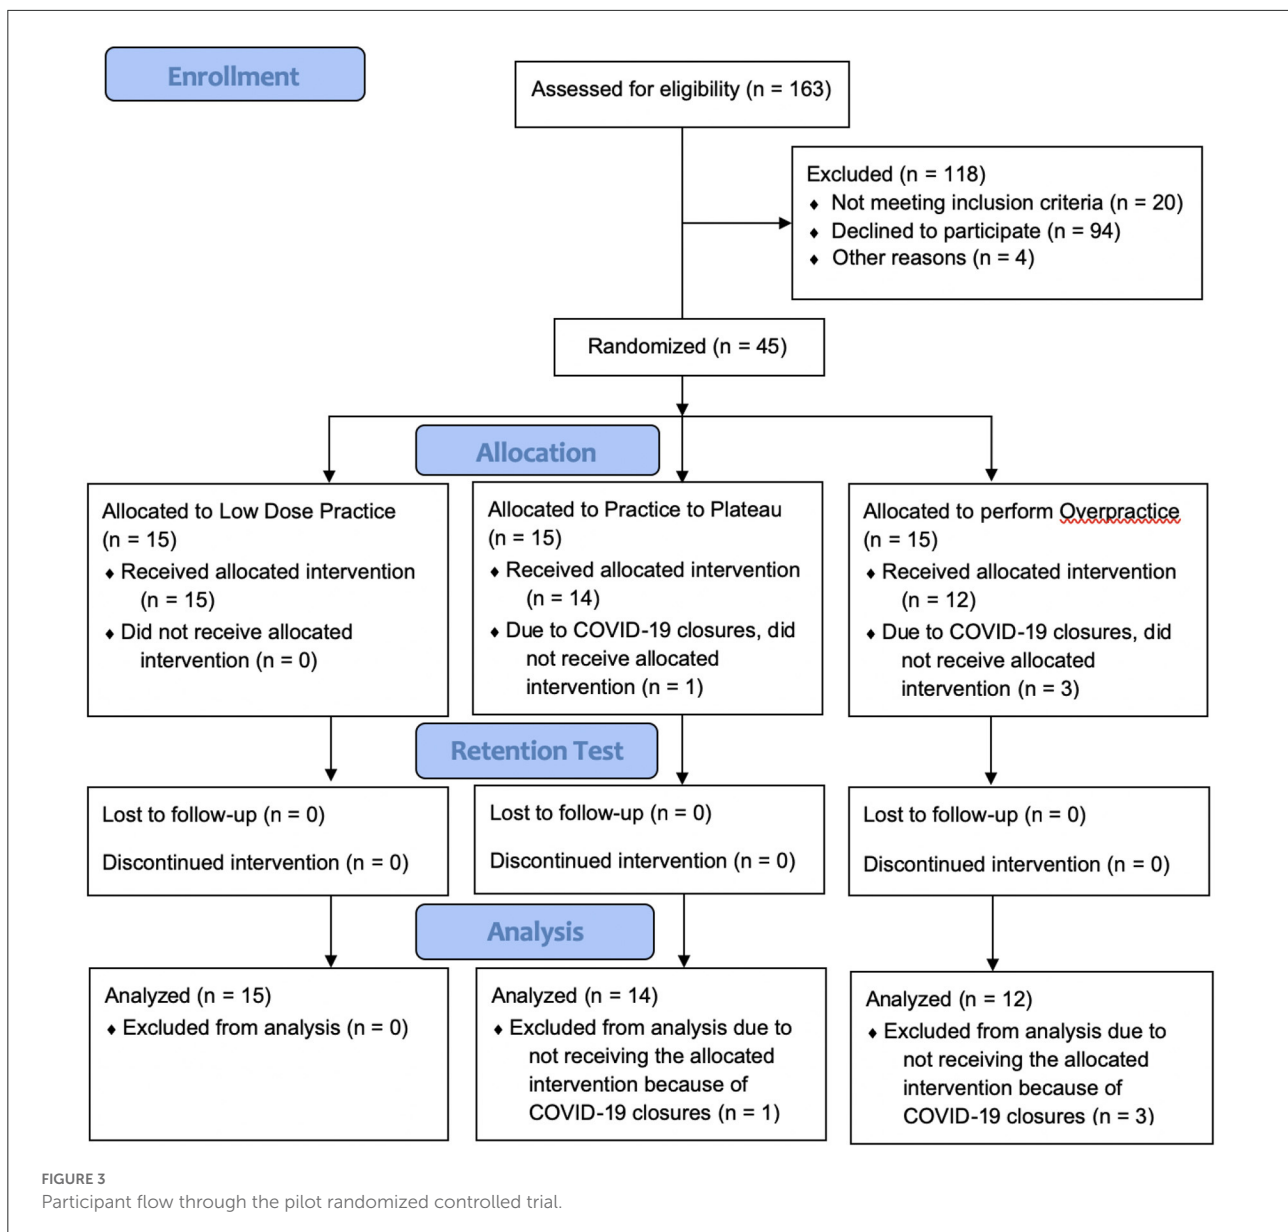 Enrollment
Assessed for eligibility (n = 163)
Excluded (n = 118)
♦ Not meeting inclusion criteria (n = 20)
♦ Declined to participate (n = 94)
♦ Other reasons (n = 4)
Randomized (n = 45)
Allocation
Allocated to Low Dose Practice
(n = 15)
♦ Received allocated intervention
(n = 15)
♦ Did not receive allocated
intervention (n = 0)
Allocated to Practice to Plateau
(n = 15)
♦ Received allocated intervention
(n = 14)
♦ Due to COVID-19 closures, did
not receive allocated
intervention (n = 1)
Allocated to perform Overpractice
(n = 15)
♦ Received allocated intervention
(n = 12)
♦ Due to COVID-19 closures, did
not receive allocated
intervention (n = 3)
Retention Test
Lost to follow-up (n = 0)
Discontinued intervention (n = 0)
Lost to follow-up (n = 0)
Discontinued intervention (n = 0)
Lost to follow-up (n = 0)
Discontinued intervention (n = 0)
Analysis
Analyzed (n = 15)
♦ Excluded from analysis (n = 0)
Analyzed (n = 14)
♦ Excluded from analysis due to
not receiving the allocated
intervention because of
COVID-19 closures (n = 1)
Analyzed (n = 12)
♦ Excluded from analysis due to
not receiving the allocated
intervention because of
COVID-19 closures (n = 3)
FIGURE 3
Participant flow through the pilot randomized controlled trial.